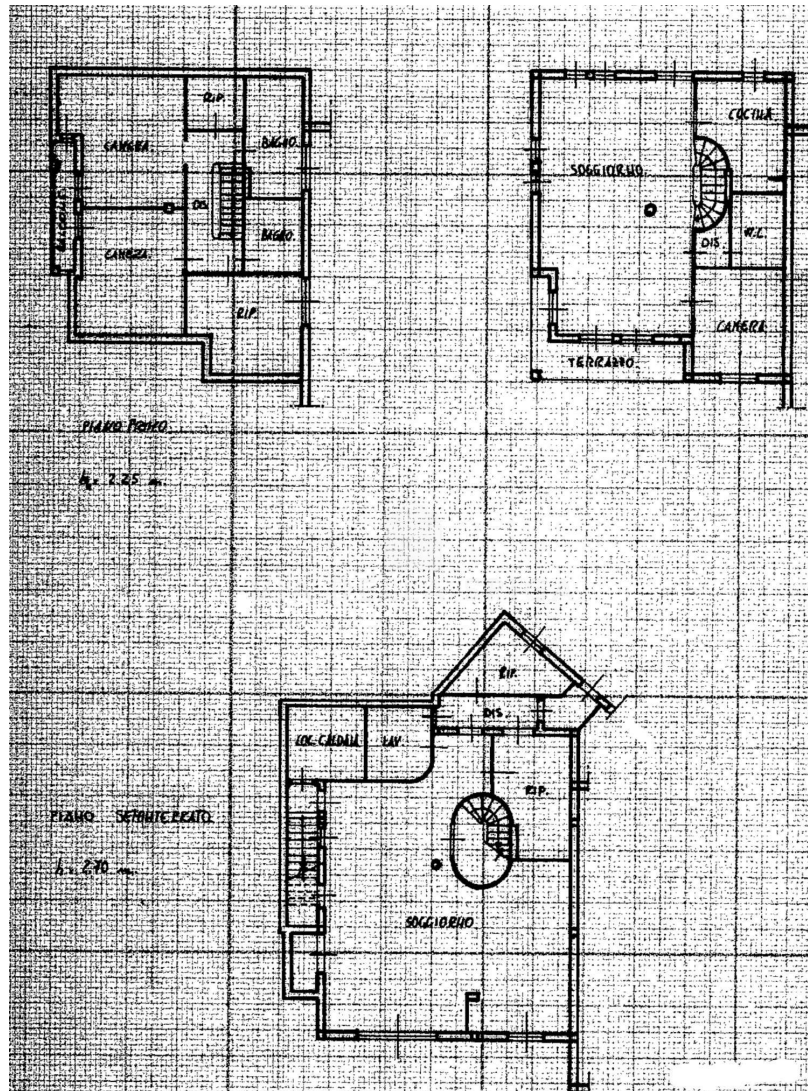 RIP.
CAMERA
BAGNO.
BALCONE
DIS.
BAGNO.
CAMERA.
RIP.
PIANO PRIMO
h= 2.25 m.
CUCINA
SOGGIORNO.
DIS
W.C.
CAMERA
TERRAZZO.
RIP.
DIS.
LOC. CALDAIA
LAV
RIP.
PIANO SEMINTERRATO.
h= 2.70 m.
SOGGIORNO